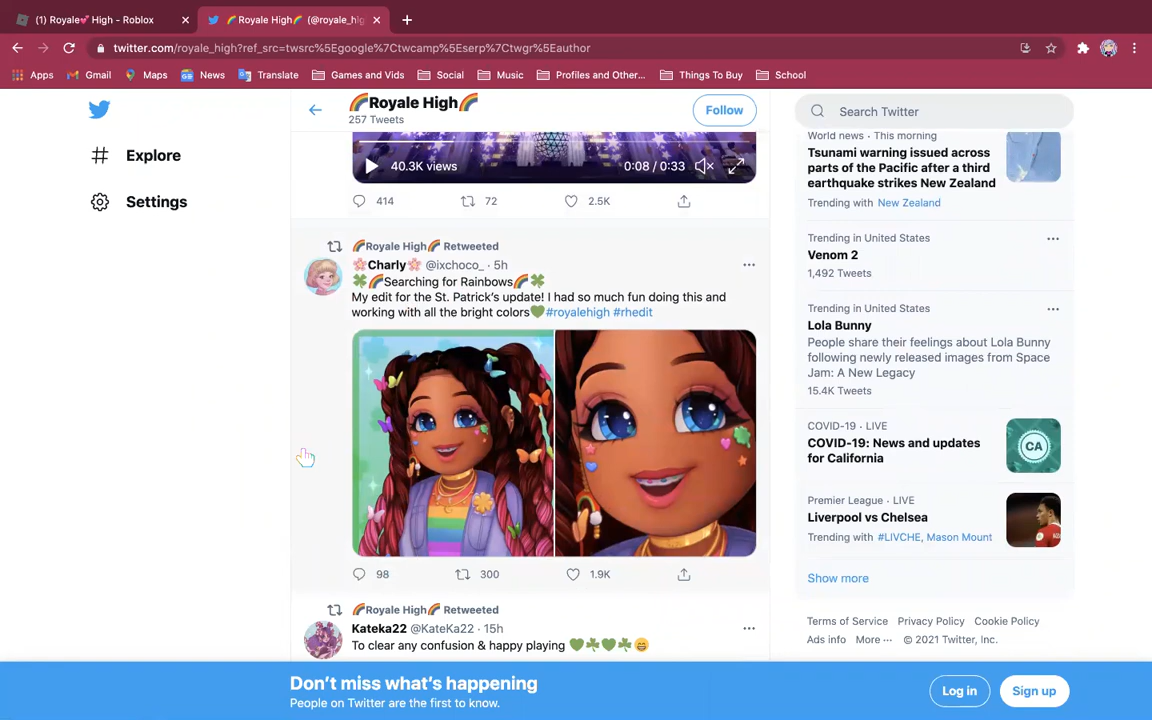 (1) Royale💕 High - Roblox
🌈Royale High🌈 (@royale_hig
twitter.com/royale_high?ref_src=twsrc%5Egoogle%7Ctwcamp%5Eserp%7Ctwgr%5Eauthor
Apps Gmail Maps News Translate Games and Vids Social Music Profiles and Other... Things To Buy School
Explore
Settings
🌈Royale High🌈
257 Tweets
Follow
40.3K views
0:08 / 0:33
414 72 2.5K
🌈Royale High🌈 Retweeted
🌸Charly🌸 @ixchoco_ · 5h
🍀🌈Searching for Rainbows🌈🍀
My edit for the St. Patrick's update! I had so much fun doing this and
working with all the bright colors💚#royalehigh #rhedit
98 300 1.9K
🌈Royale High🌈 Retweeted
Kateka22 @KateKa22 · 15h
To clear any confusion & happy playing 💚☘️💚☘️😁
Search Twitter
World news · This morning
Tsunami warning issued across
parts of the Pacific after a third
earthquake strikes New Zealand
Trending with New Zealand
Trending in United States
Venom 2
1,492 Tweets
Trending in United States
Lola Bunny
People share their feelings about Lola Bunny
following newly released images from Space
Jam: A New Legacy
15.4K Tweets
COVID-19 · LIVE
COVID-19: News and updates
for California
CA
Premier League · LIVE
Liverpool vs Chelsea
Trending with #LIVCHE, Mason Mount
Show more
Terms of Service Privacy Policy Cookie Policy
Ads info More ··· © 2021 Twitter, Inc.
Don't miss what's happening
People on Twitter are the first to know.
Log in
Sign up